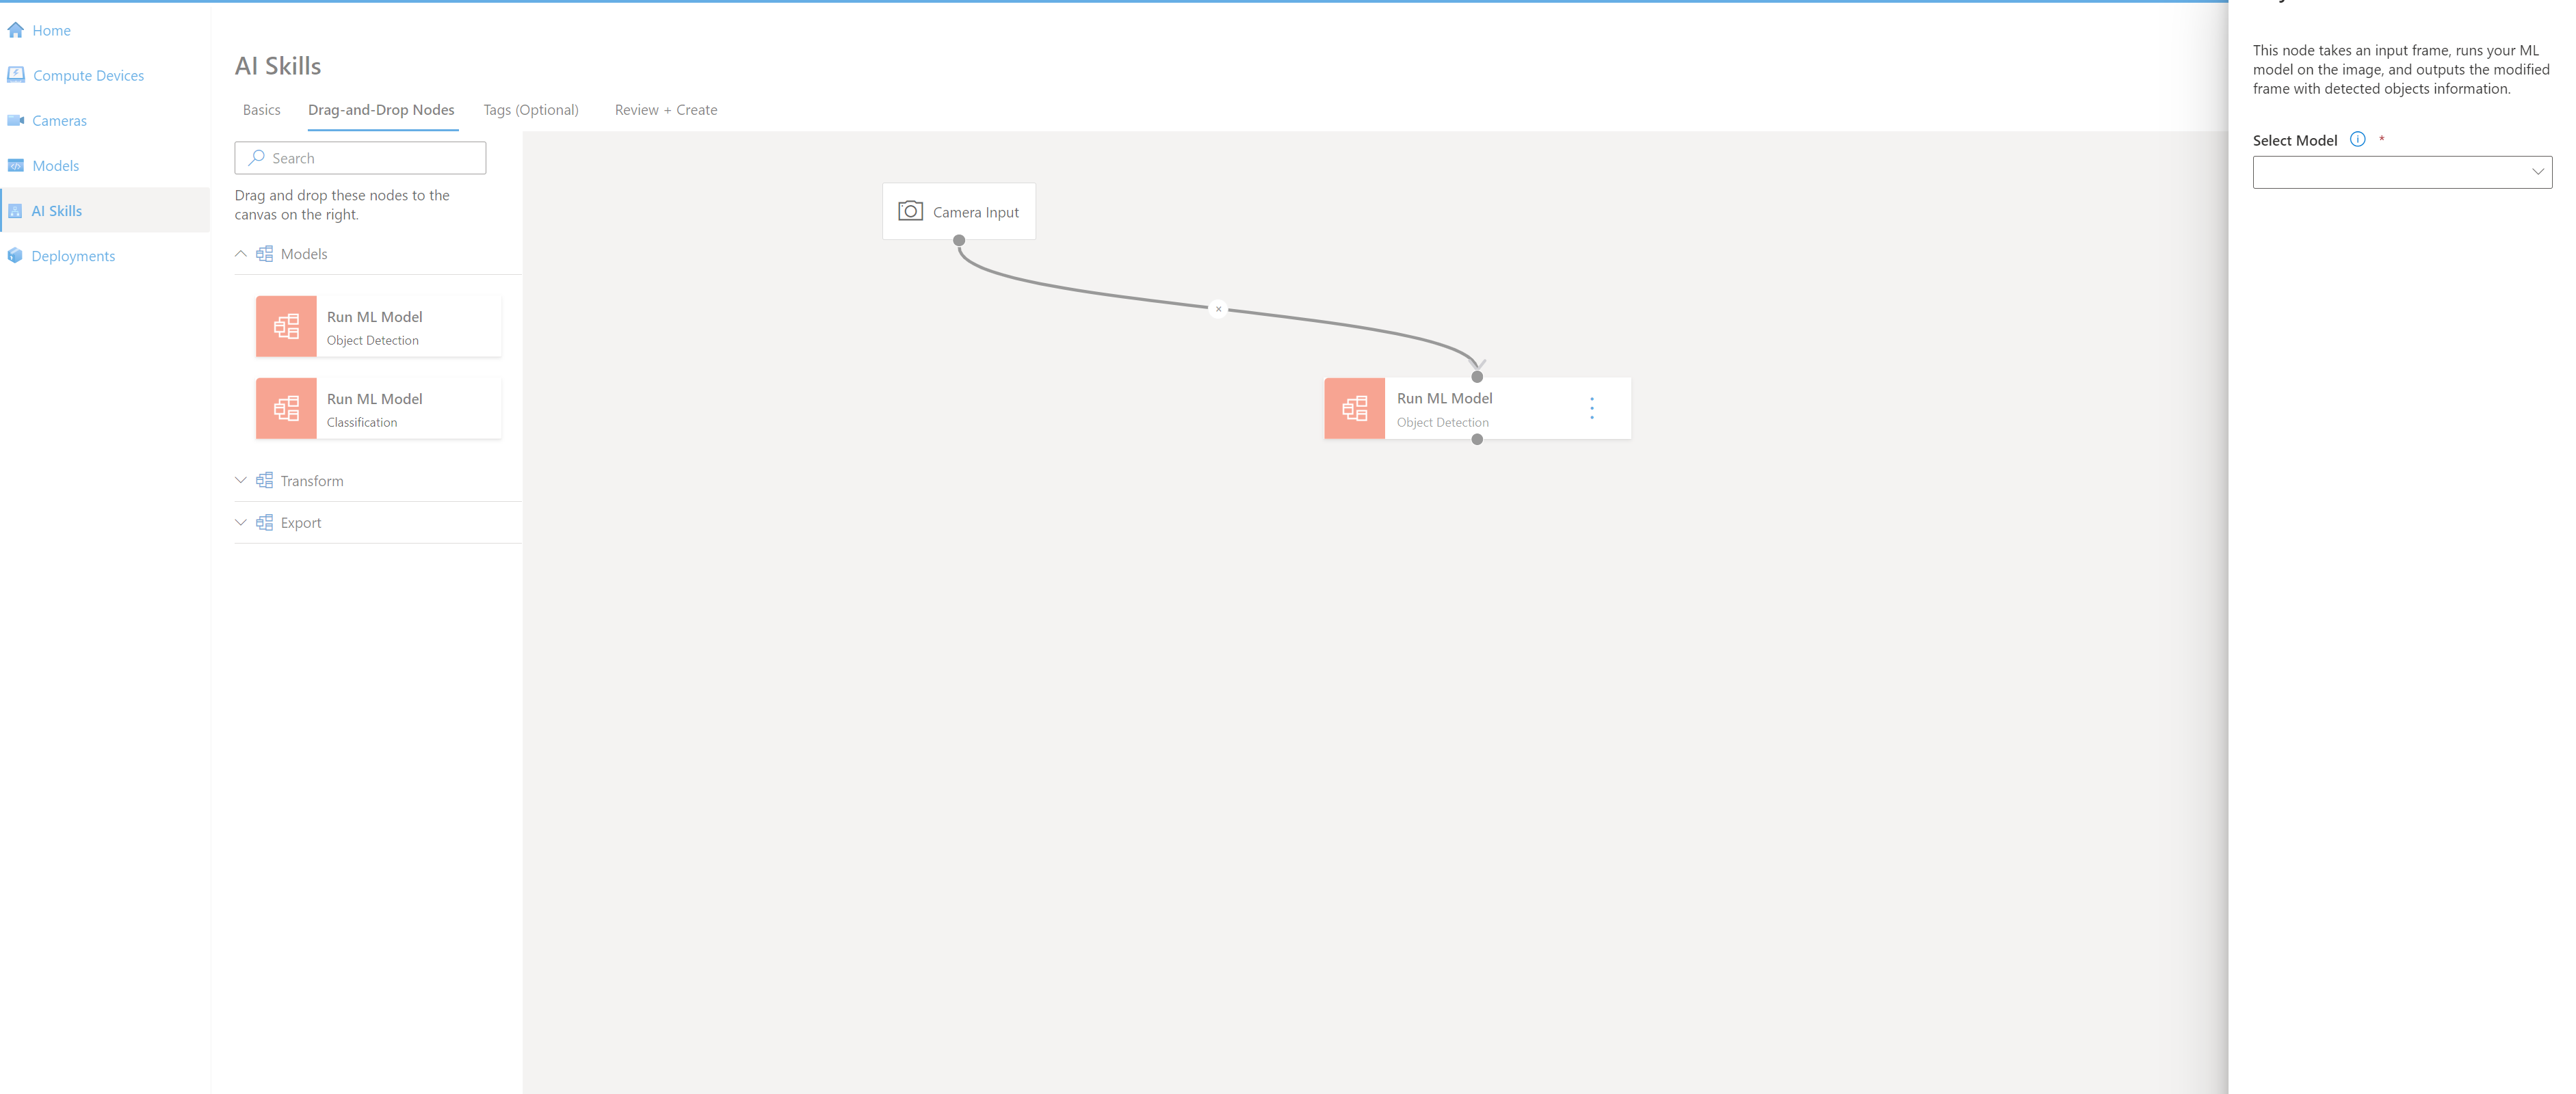 Home
Compute Devices
Cameras
Models
AI Skills
Deployments
AI Skills
Basics
Drag-and-Drop Nodes
Tags (Optional)
Review + Create
Search
Drag and drop these nodes to the
canvas on the right.
Models
Run ML Model
Object Detection
Run ML Model
Classification
Transform
Export
Camera Input
Run ML Model
Object Detection
This node takes an input frame, runs your ML
model on the image, and outputs the modified
frame with detected objects information.
Select Model *